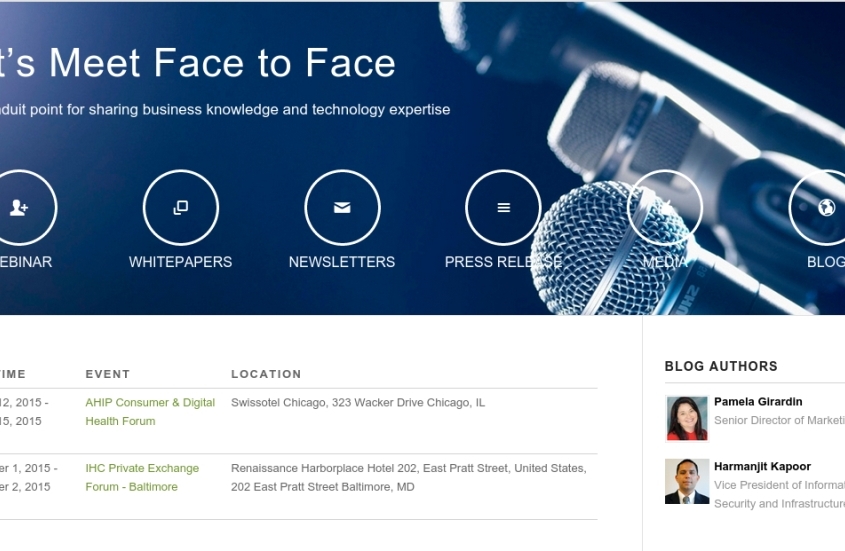 t's Meet Face to Face
duit point for sharing business knowledge and technology expertise
EBINAR
WHITEPAPERS
NEWSLETTERS
PRESS RELEASE
MEDIA
BLOG
TIME
EVENT
LOCATION
12, 2015 -
15, 2015
AHIP Consumer & Digital
Health Forum
Swissotel Chicago, 323 Wacker Drive Chicago, IL
er 1, 2015 -
er 2, 2015
IHC Private Exchange
Forum - Baltimore
Renaissance Harborplace Hotel 202, East Pratt Street, United States,
202 East Pratt Street Baltimore, MD
BLOG AUTHORS
Pamela Girardin
Senior Director of Marketi
Harmanjit Kapoor
Vice President of Informat
Security and Infrastructure